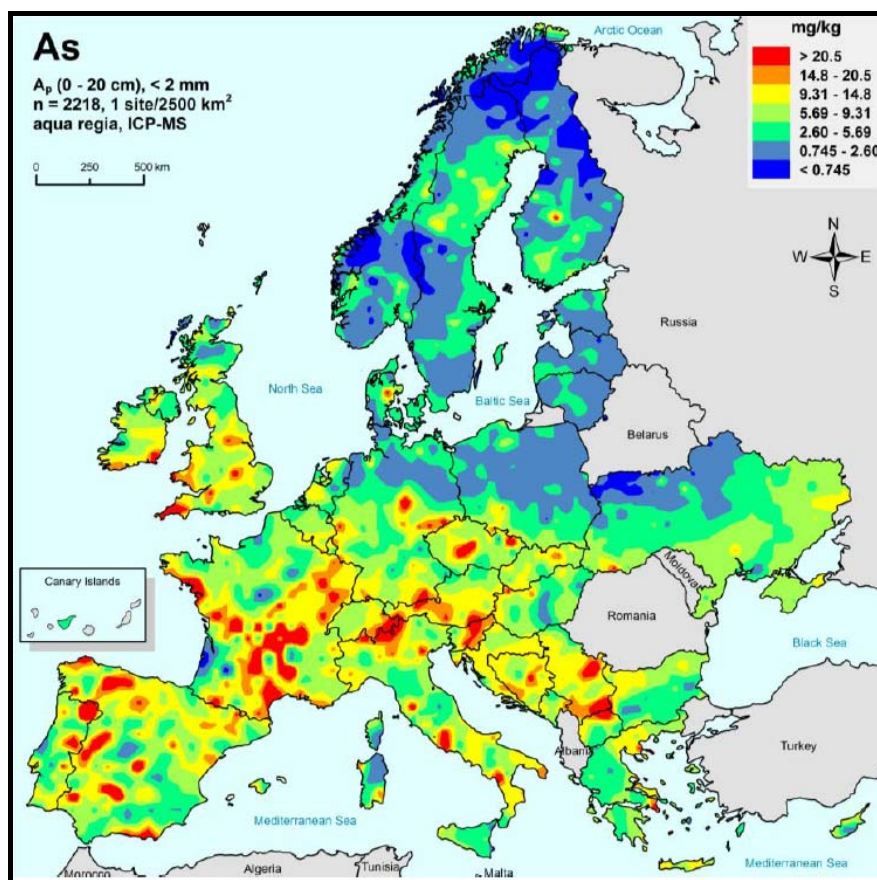 As
Ap (0 - 20 cm), < 2 mm
n = 2218, 1 site/2500 km²
aqua regia, ICP-MS
0 250 500 km
Arctic Ocean
mg/kg
> 20.5
14.8 - 20.5
9.31 - 14.8
5.69 - 9.31
2.60 - 5.69
0.745 - 2.60
< 0.745
N
W E
S
Russia
North Sea
Baltic Sea
Belarus
Canary Islands
Moldova
Romania
Black Sea
Albania
Turkey
Mediterranean Sea
Morocco
Algeria
Tunisia
Malta
Mediterranean Sea